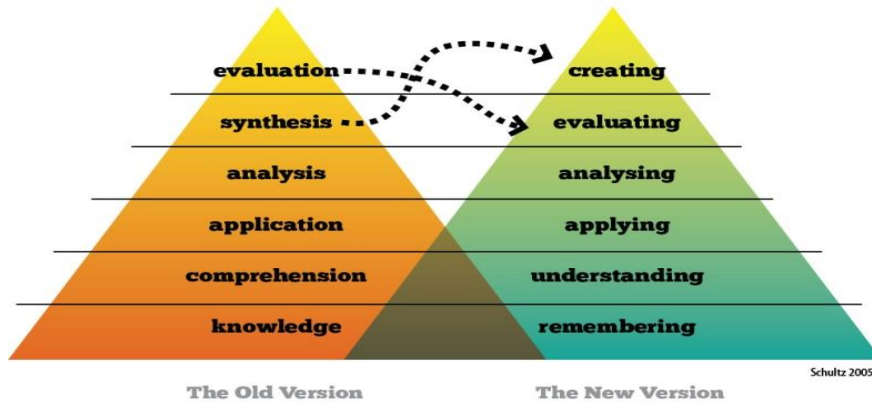 evaluation
synthesis
analysis
application
comprehension
knowledge
The Old Version
creating
evaluating
analysing
applying
understanding
remembering
The New Version
Schultz 2005